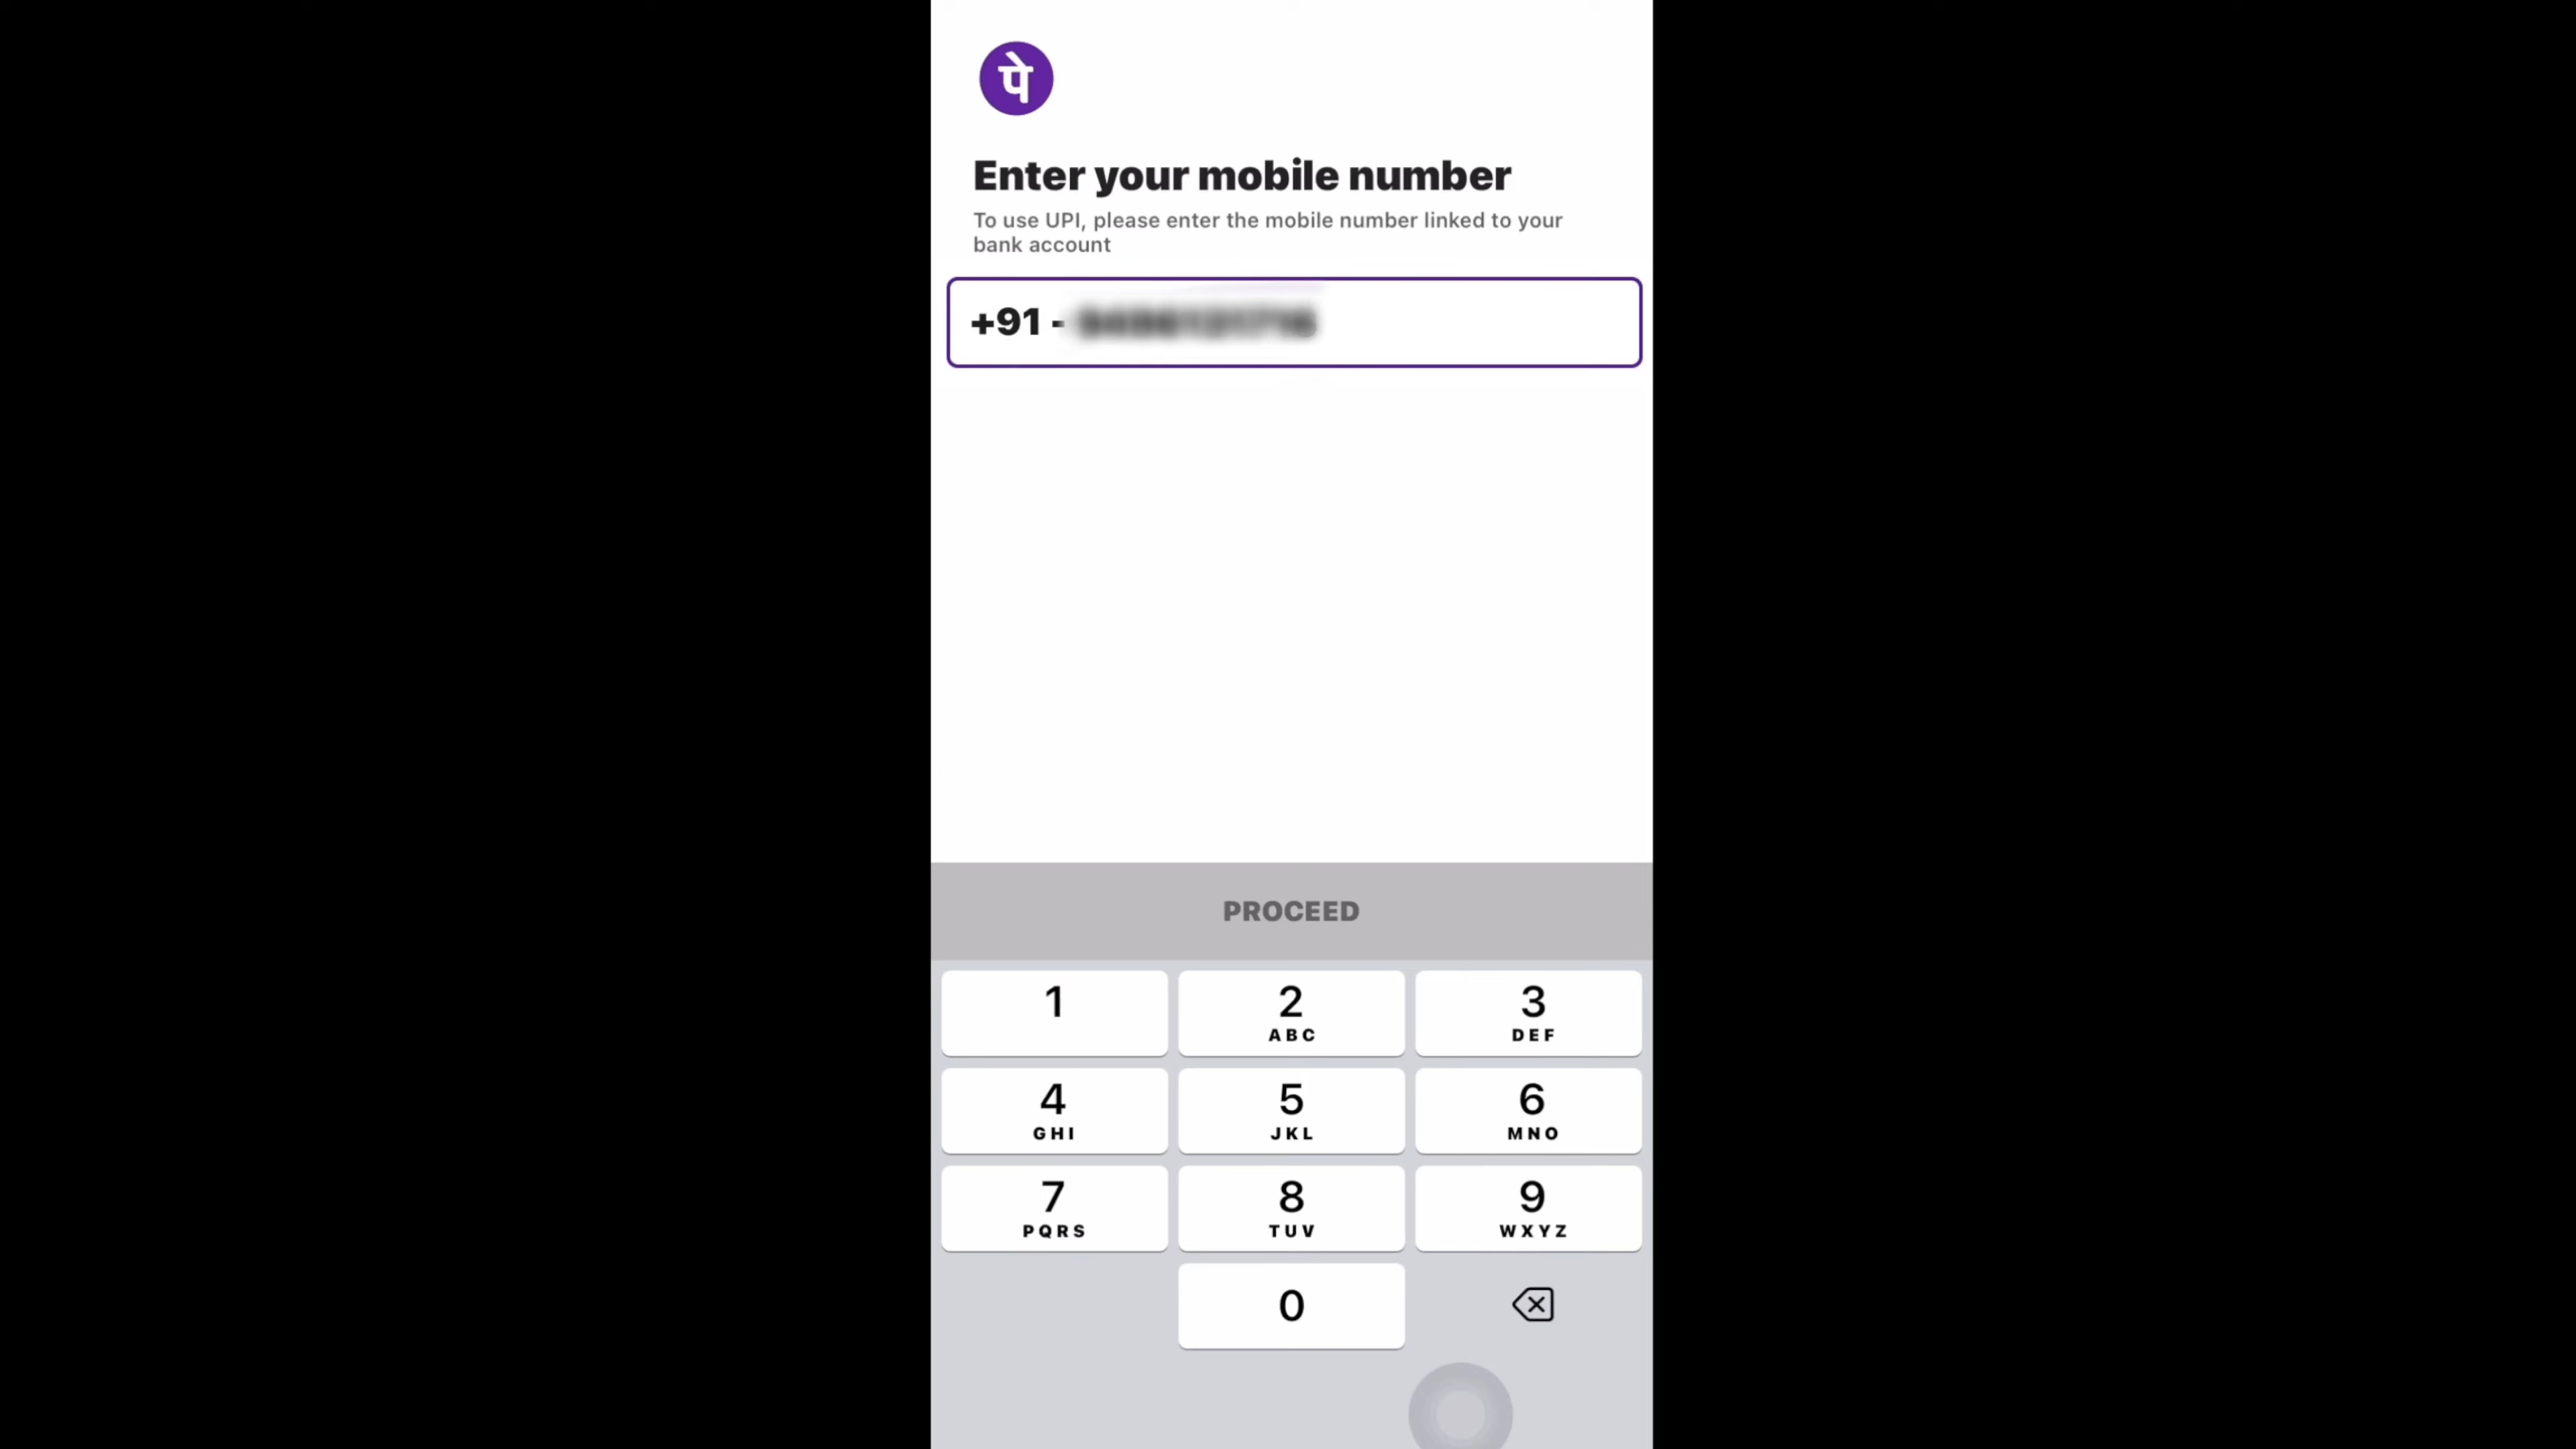 पे
Enter your mobile number
To use UPI, please enter the mobile number linked to your
bank account
+91 -
PROCEED
1
2
3
ABC
DEF
4
5
6
GHI
JKL
MNO
7
8
9
PQRS
TUV
WXYZ
0